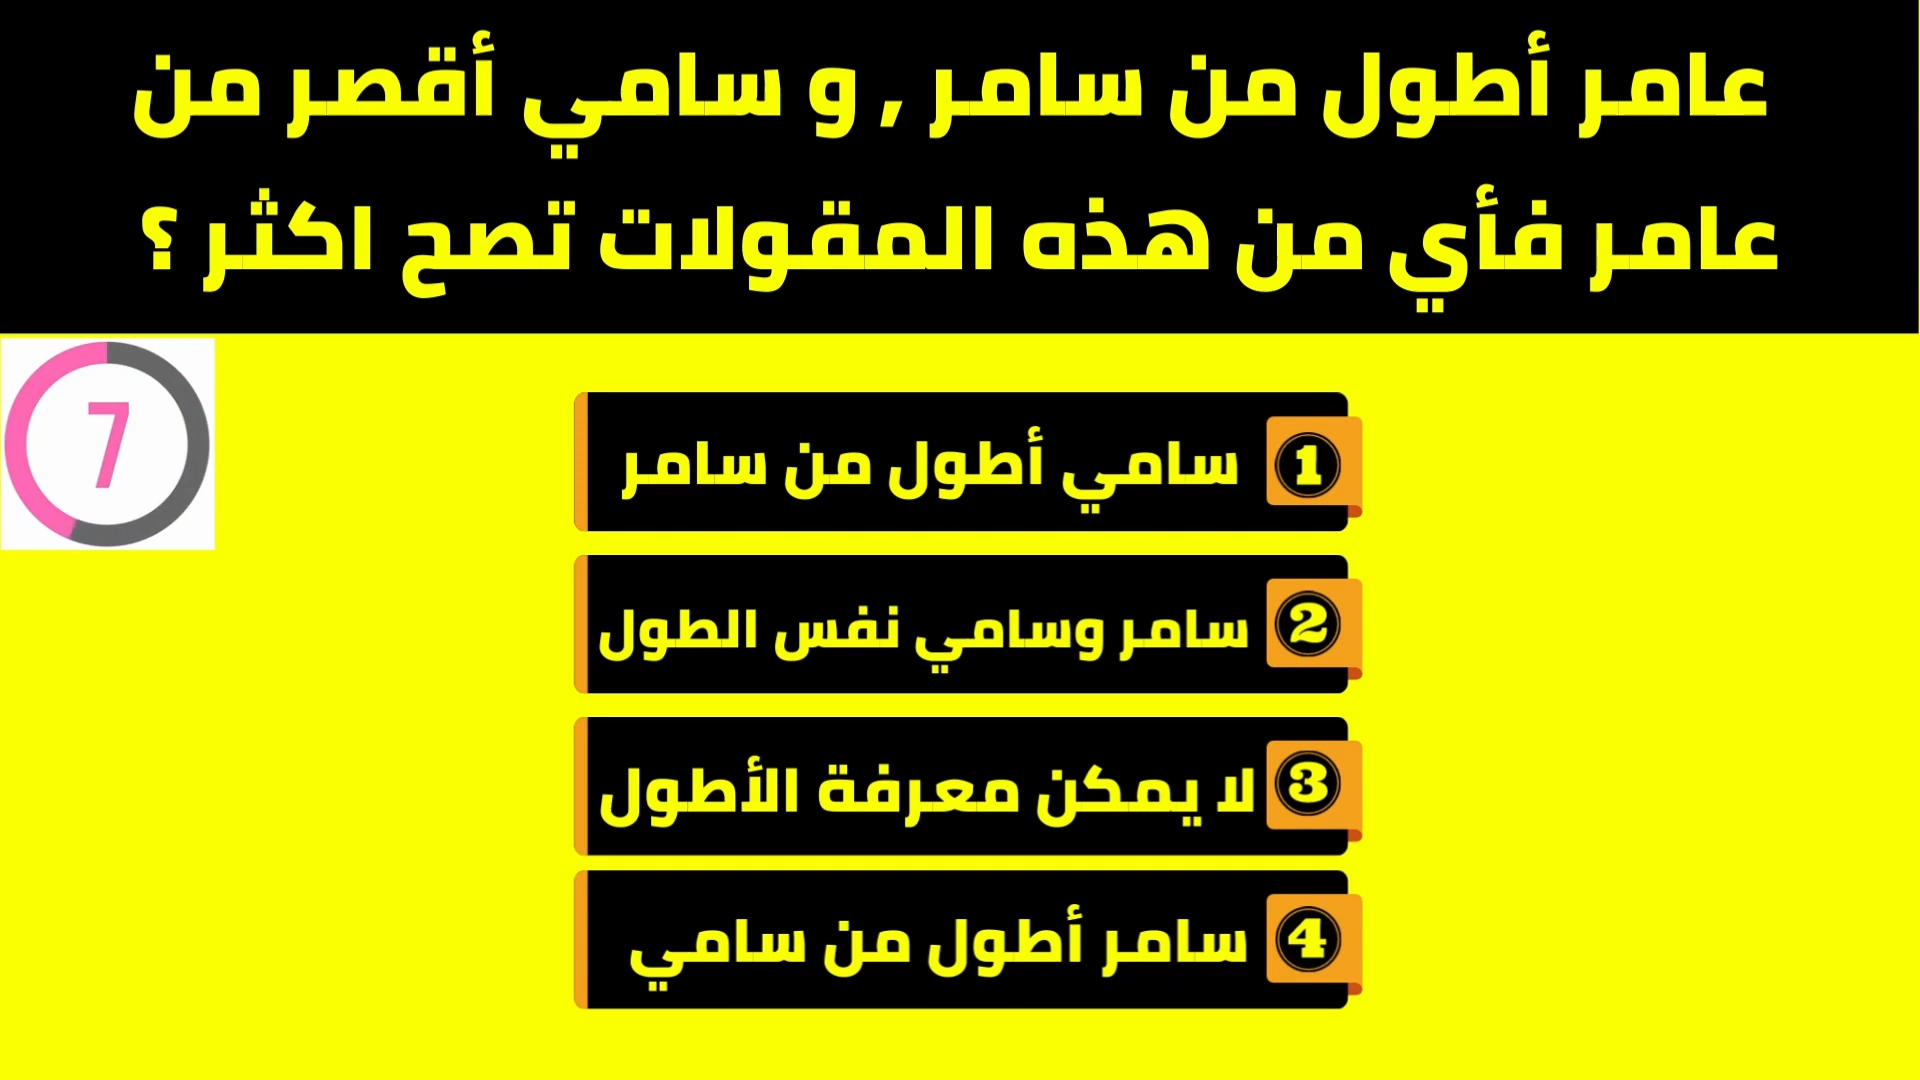 عامر أطول من سامر , و سامي أقصر من
عامر فأي من هذه المقولات تصح اكثر ؟
7
1 سامي أطول من سامر
2 سامر وسامي نفس الطول
3 لا يمكن معرفة الأطول
4 سامر أطول من سامي